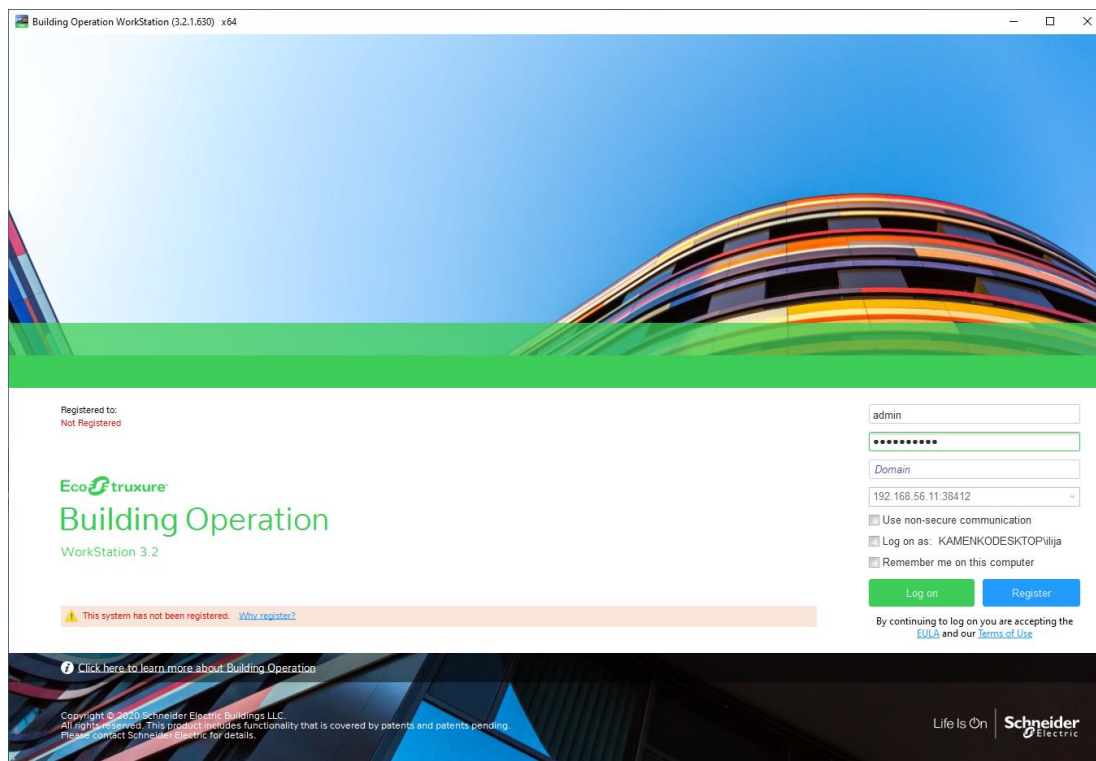 Building Operation WorkStation (3.2.1.630) x64
Registered to:
Not Registered
EcoStruxure
Building Operation
WorkStation 3.2
This system has not been registered. Why register?
admin
••••••••••
Domain
192.168.56.11:38412
Use non-secure communication
Log on as: KAMENKODESKTOP\ilija
Remember me on this computer
Log on
Register
By continuing to log on you are accepting the
EULA and our Terms of Use
Click here to learn more about Building Operation
Copyright © 2020 Schneider Electric Buildings LLC.
All rights reserved. This product includes functionality that is covered by patents and patents pending.
Please contact Schneider Electric for details.
Life Is On
Schneider
Electric